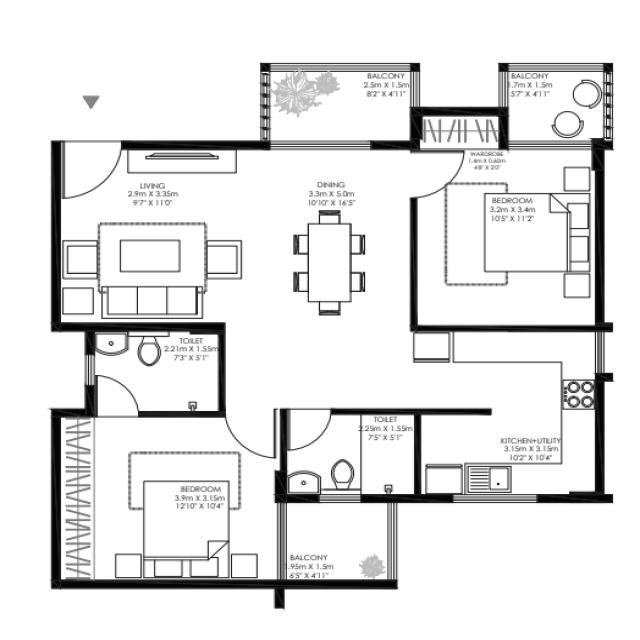 BALCONY
2.5m X 1.5m
8'2" X 4'11"
BALCONY
1.7m X 1.5m
5'7" X 4'11"
WARDROBE
1.4m X 0.60m
4'8" X 2'0"
LIVING
2.9m X 3.35m
9'7" X 11'0"
DINING
3.3m X 5.0m
10'10" X 16'5"
BEDROOM
3.2m X 3.4m
10'5" X 11'2"
TOILET
2.21m X 1.55m
7'3" X 5'1"
TOILET
2.25m X 1.55m
7'5" X 5'1"
KITCHEN+UTILITY
3.15m X 3.15m
10'2" X 10'4"
BEDROOM
3.9m X 3.15m
12'10" X 10'4"
BALCONY
1.95m X 1.5m
6'5" X 4'11"